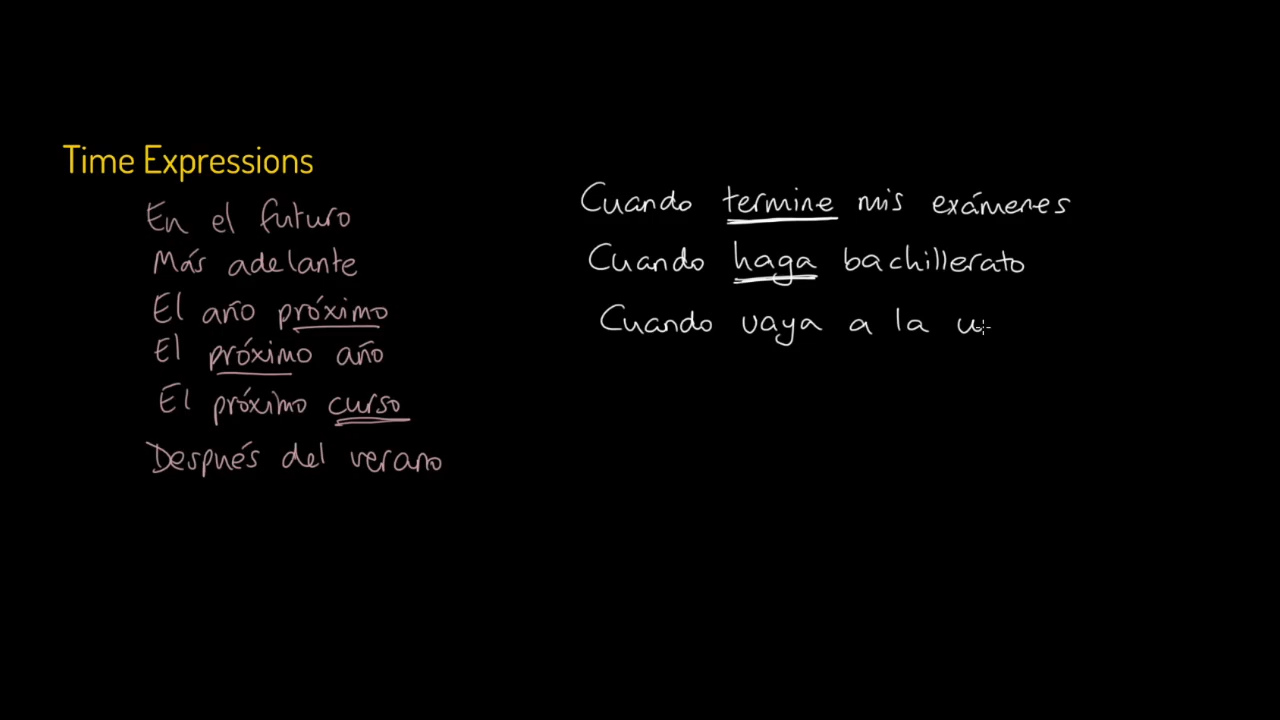 Time Expressions
En el futuro
Más adelante
El año próximo
El próximo año
El próximo curso
Después del verano
Cuando termine mis exámenes
Cuando haga bachillerato
Cuando vaya a la u